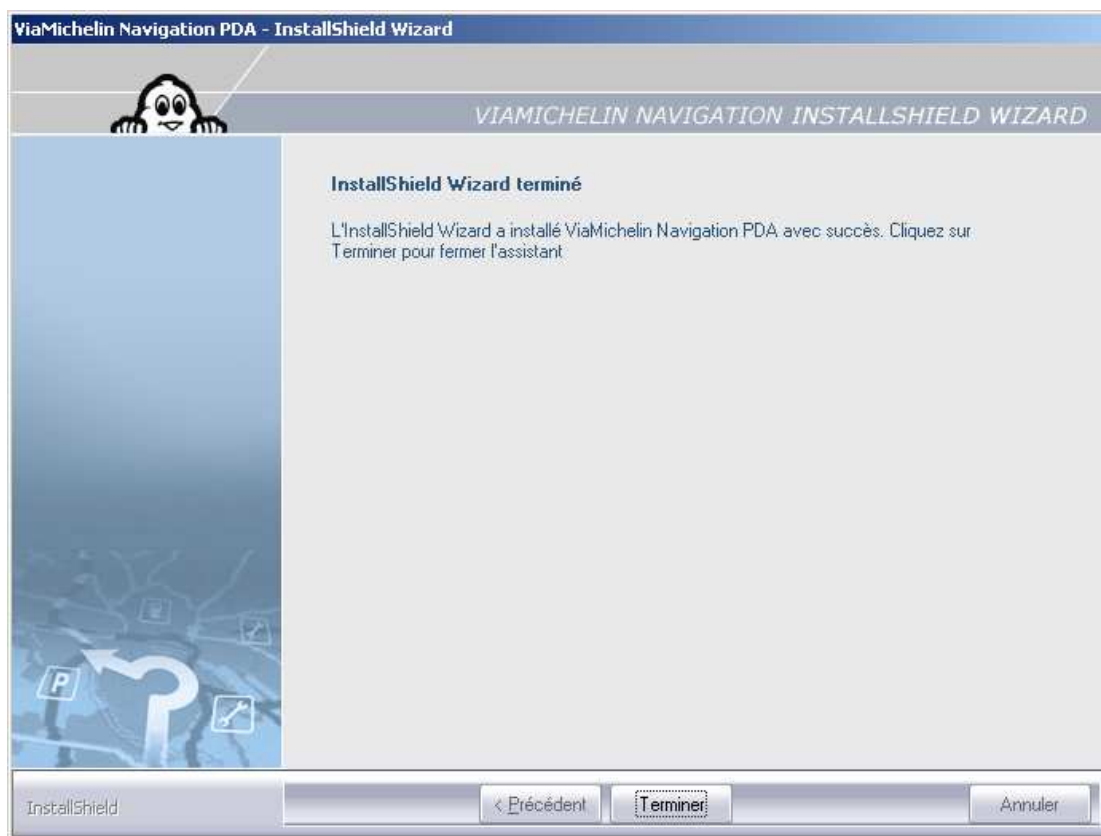 ViaMichelin Navigation PDA - InstallShield Wizard
VIAMICHELIN NAVIGATION INSTALLSHIELD WIZARD
InstallShield Wizard terminé
L'InstallShield Wizard a installé ViaMichelin Navigation PDA avec succès. Cliquez sur
Terminer pour fermer l'assistant
P
InstallShield
< Précédent
Terminer
Annuler